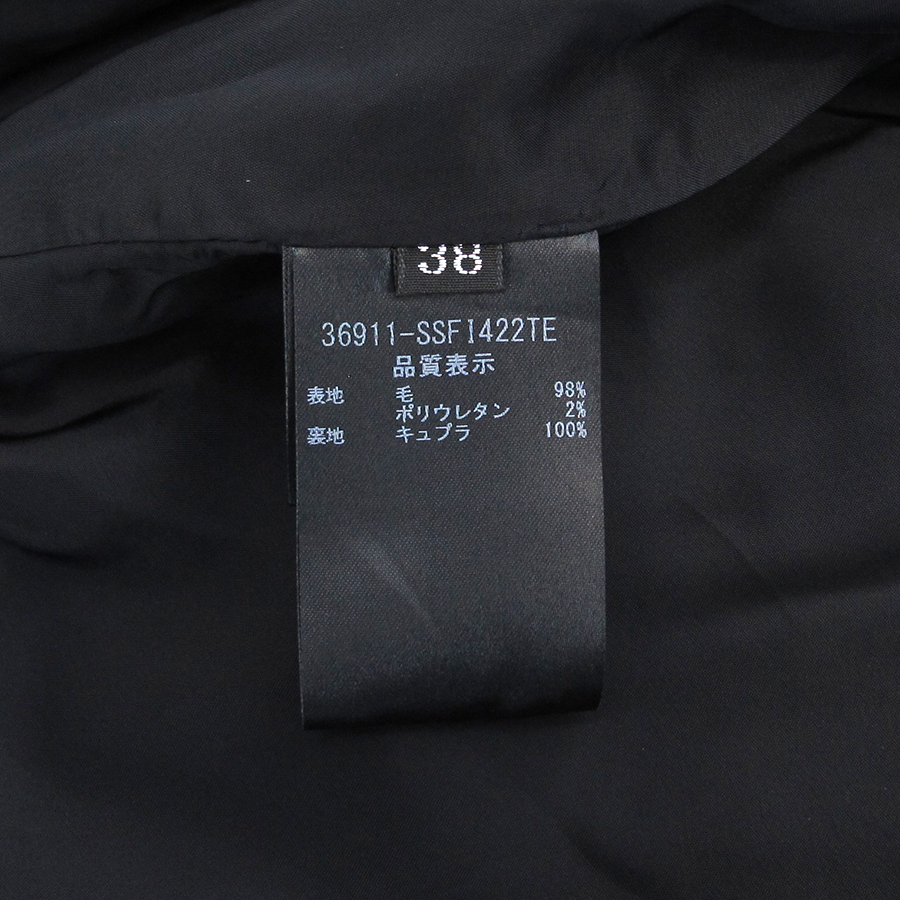 38
36911-SSFI422TE
品質表示
表地 毛 98%
ポリウレタン 2%
裏地 キュプラ 100%